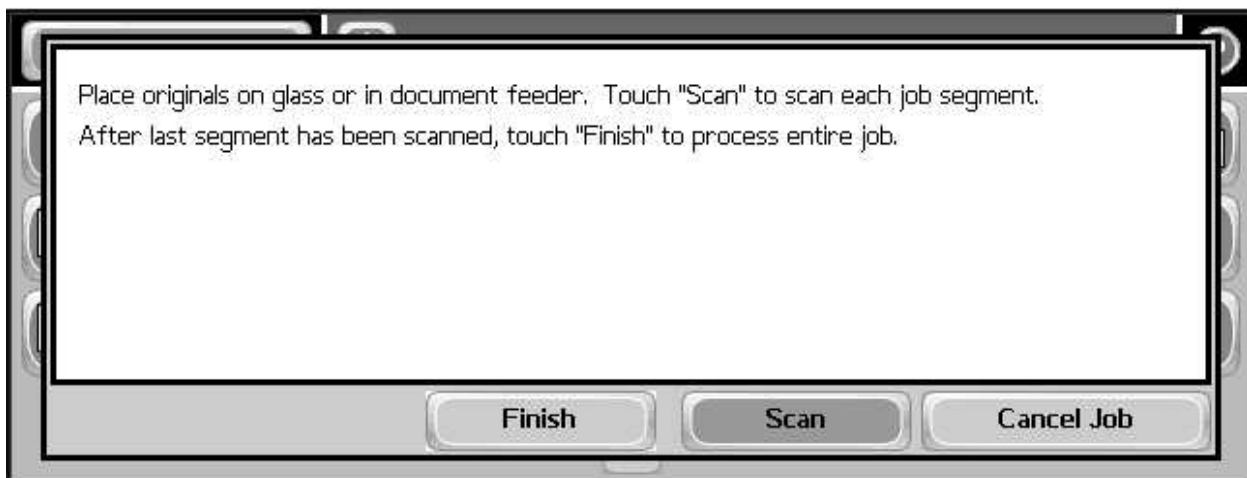 Place originals on glass or in document feeder.  Touch "Scan" to scan each job segment.
After last segment has been scanned, touch "Finish" to process entire job.
Finish
Scan
Cancel Job